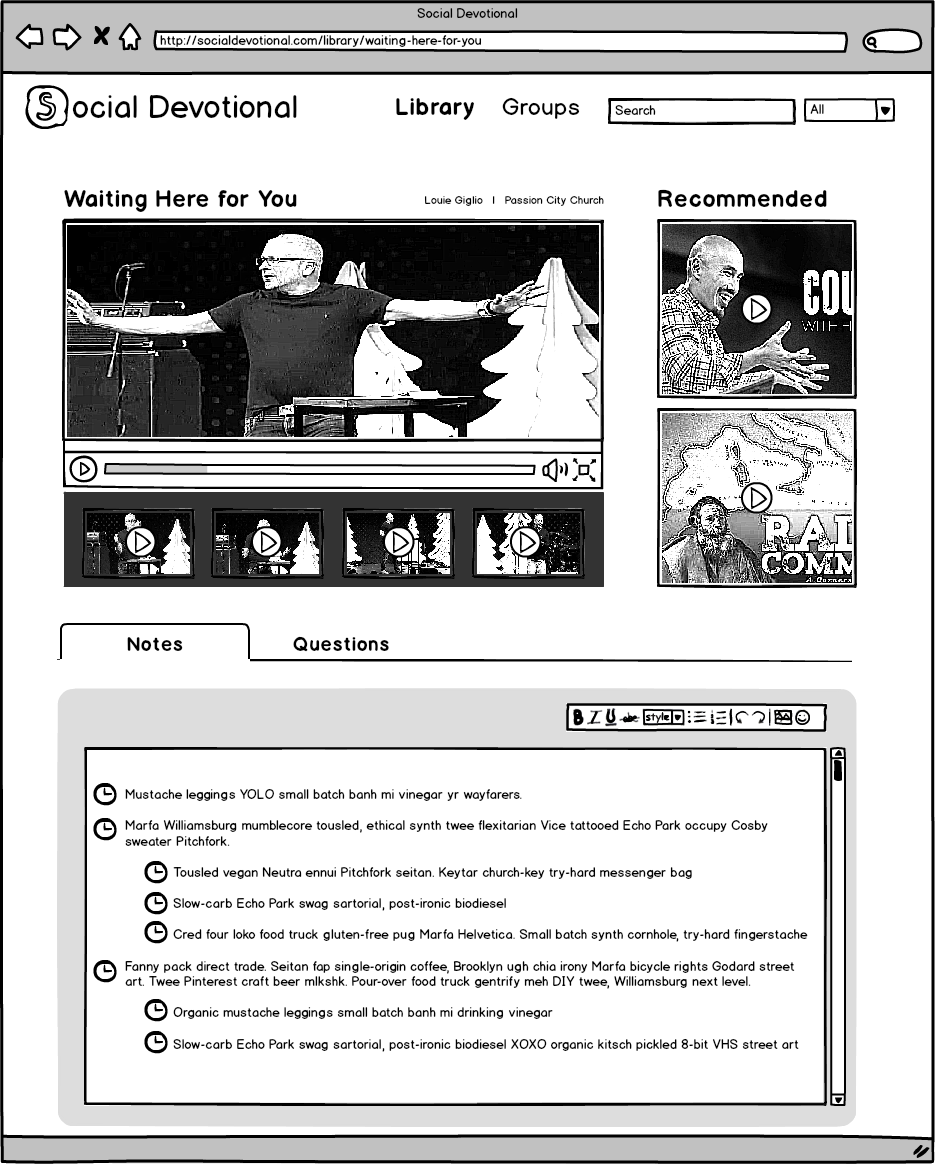 Social Devotional
http://socialdevotional.com/library/waiting-here-for-you
Social Devotional
Library
Groups
Search
All
Waiting Here for You
Louie Giglio | Passion City Church
Recommended
COU
WITH
RAD
COMM
Notes
Questions
B I U abc style
Mustache leggings YOLO small batch banh mi vinegar yr wayfarers.
Marfa Williamsburg mumblecore tousled, ethical synth twee flexitarian Vice tattooed Echo Park occupy Cosby
sweater Pitchfork.
Tousled vegan Neutra ennui Pitchfork seitan. Keytar church-key try-hard messenger bag
Slow-carb Echo Park swag sartorial, post-ironic biodiesel
Cred four loko food truck gluten-free pug Marfa Helvetica. Small batch synth cornhole, try-hard fingerstache
Fanny pack direct trade. Seitan fap single-origin coffee, Brooklyn ugh chia irony Marfa bicycle rights Godard street
art. Twee Pinterest craft beer mlkshk. Pour-over food truck gentrify meh DIY twee, Williamsburg next level.
Organic mustache leggings small batch banh mi drinking vinegar
Slow-carb Echo Park swag sartorial, post-ironic biodiesel XOXO organic kitsch pickled 8-bit VHS street art